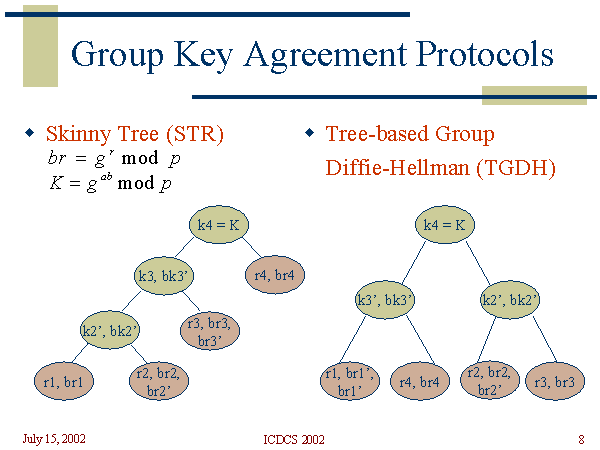 Group Key Agreement Protocols
Skinny Tree (STR)
br = g^r mod p
K = g^ab mod p
k4 = K
k3, bk3’
r4, br4
k2’, bk2’
r3, br3,
br3’
r1, br1
r2, br2,
br2’
Tree-based Group
Diffie-Hellman (TGDH)
k4 = K
k3’, bk3’
k2’, bk2’
r1, br1’,
br1’
r4, br4
r2, br2,
br2’
r3, br3
July 15, 2002
ICDCS 2002
8